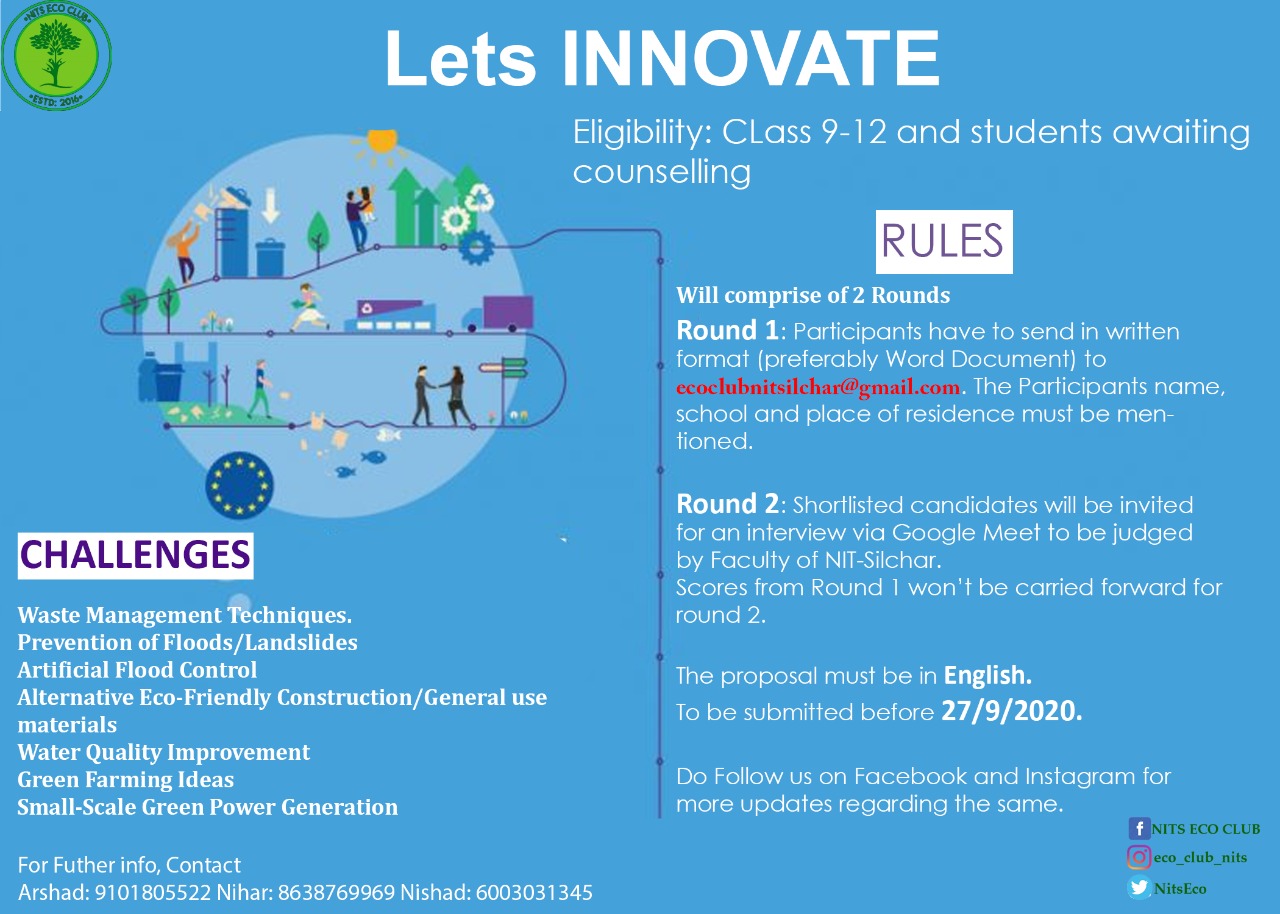 NITS ECO CLUB
ESTD: 2016
Lets INNOVATE
Eligibility: CLass 9-12 and students awaiting
counselling
RULES
Will comprise of 2 Rounds
Round 1: Participants have to send in written
format (preferably Word Document) to
ecoclubnitsilchar@gmail.com. The Participants name,
school and place of residence must be men-
tioned.
Round 2: Shortlisted candidates will be invited
for an interview via Google Meet to be judged
by Faculty of NIT-Silchar.
Scores from Round 1 won't be carried forward for
round 2.
The proposal must be in English.
To be submitted before 27/9/2020.
Do Follow us on Facebook and Instagram for
more updates regarding the same.
NITS ECO CLUB
eco_club_nits
NitsEco
CHALLENGES
Waste Management Techniques.
Prevention of Floods/Landslides
Artificial Flood Control
Alternative Eco-Friendly Construction/General use
materials
Water Quality Improvement
Green Farming Ideas
Small-Scale Green Power Generation
For Futher info, Contact
Arshad: 9101805522 Nihar: 8638769969 Nishad: 6003031345